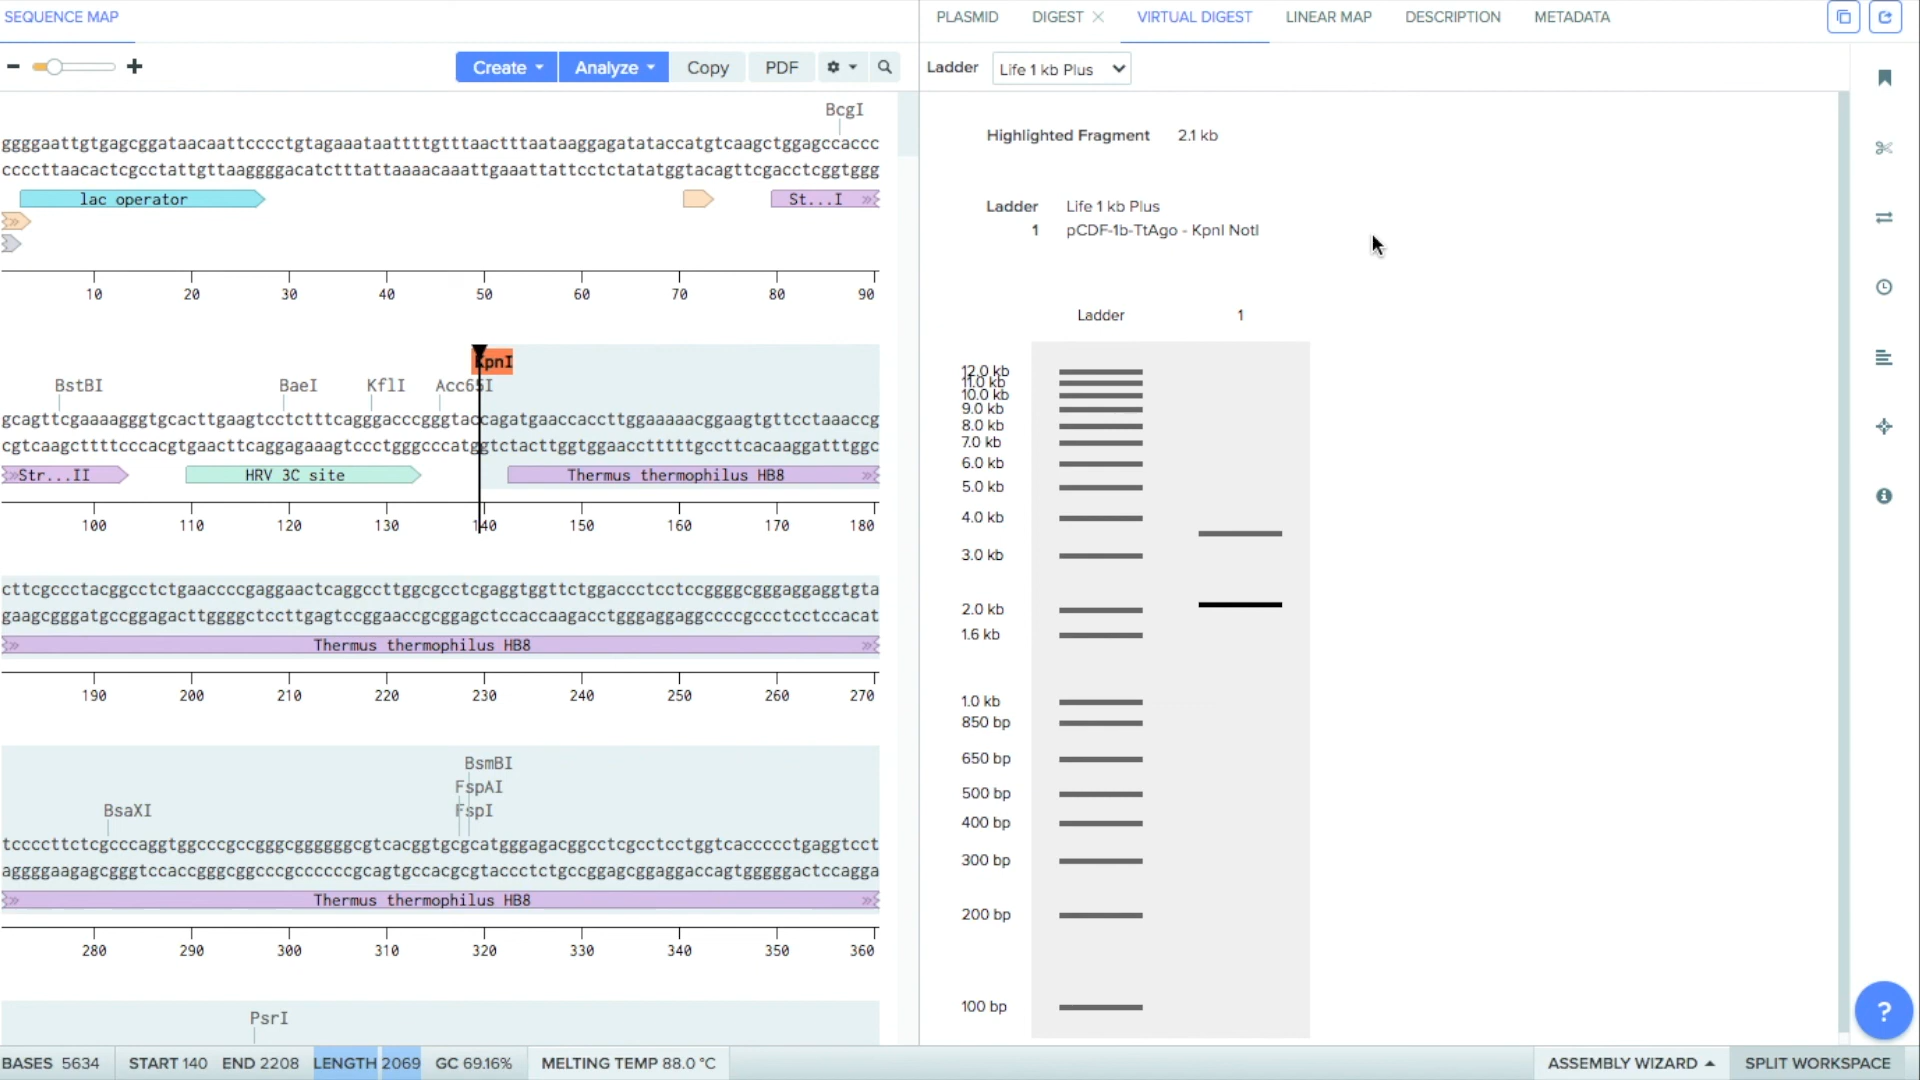 SEQUENCE MAP
PLASMID DIGEST VIRTUAL DIGEST LINEAR MAP DESCRIPTION METADATA
Create Analyze Copy PDF
Ladder Life 1 kb Plus
BcgI
ggggaattgtgagcggataacaattcccctgtagaaataattttgtttaactttaataaggagatataccatgtcaagctggagccaccc
ccccttaacactcgcctattgttaaggggacatctttattaaaacaaattgaaattattcctctatatggtacagttcgacctcggtggg
lac operator St...I
10 20 30 40 50 60 70 80 90
KpnI
BstBI BaeI KflI Acc65I
gcagttcgaaaagggtgcacttgaagtcctctttcagggacccgggtaccagatgaaccaccttggaaaaacggaagtgttcctaaaccg
cgtcaagcttttcccacgtgaacttcaggagaaagtccctgggcccatggtctacttggtggaacctttttgccttcacaaggatttggc
Str...II HRV 3C site Thermus thermophilus HB8
100 110 120 130 140 150 160 170 180
cttcgccctacggcctctgaaccccgaggaactcaggccttggcgcctcgaggtggttctggaccctcctccggggcgggaggaggtgta
gaagcgggatgccggagacttggggctccttgagtccggaaccgcggagctccaccaagacctgggaggaggccccgccctcctccacat
Thermus thermophilus HB8
190 200 210 220 230 240 250 260 270
BsmBI
FspAI
BsaXI FspI
tccccttctcgcccaggtggcccgccgggcggggggcgtcacggtgcgcatgggagacggcctcgcctcctggtcaccccctgaggtcct
aggggaagagcgggtccaccgggcggcccgccccccgcagtgccacgcgtaccctctgccggagcggaggaccagtgggggactccagga
Thermus thermophilus HB8
280 290 300 310 320 330 340 350 360
PsrI
Highlighted Fragment 2.1 kb
Ladder Life 1 kb Plus
1 pCDF-1b-TtAgo - KpnI NotI
Ladder 1
12.0 kb
11.0 kb
10.0 kb
9.0 kb
8.0 kb
7.0 kb
6.0 kb
5.0 kb
4.0 kb
3.0 kb
2.0 kb
1.6 kb
1.0 kb
850 bp
650 bp
500 bp
400 bp
300 bp
200 bp
100 bp
?
BASES 5634 START 140 END 2208 LENGTH 2069 GC 69.16% MELTING TEMP 88.0 °C ASSEMBLY WIZARD SPLIT WORKSPACE